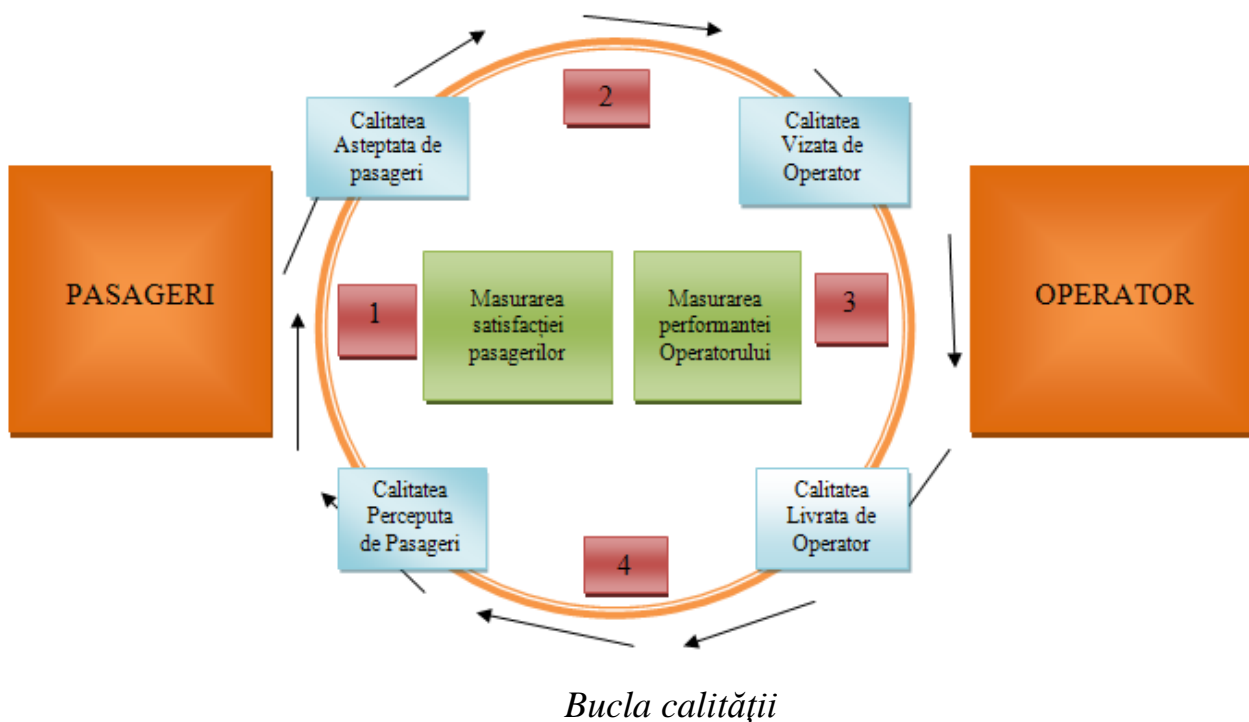 2
Calitatea
Asteptata de
pasageri
Calitatea
Vizata de
Operator
PASAGERI
1
Masurarea
satisfacției
pasagerilor
Masurarea
performantei
Operatorului
3
OPERATOR
Calitatea
Perceputa
de Pasageri
Calitatea
Livrata de
Operator
4
Bucla calităţii